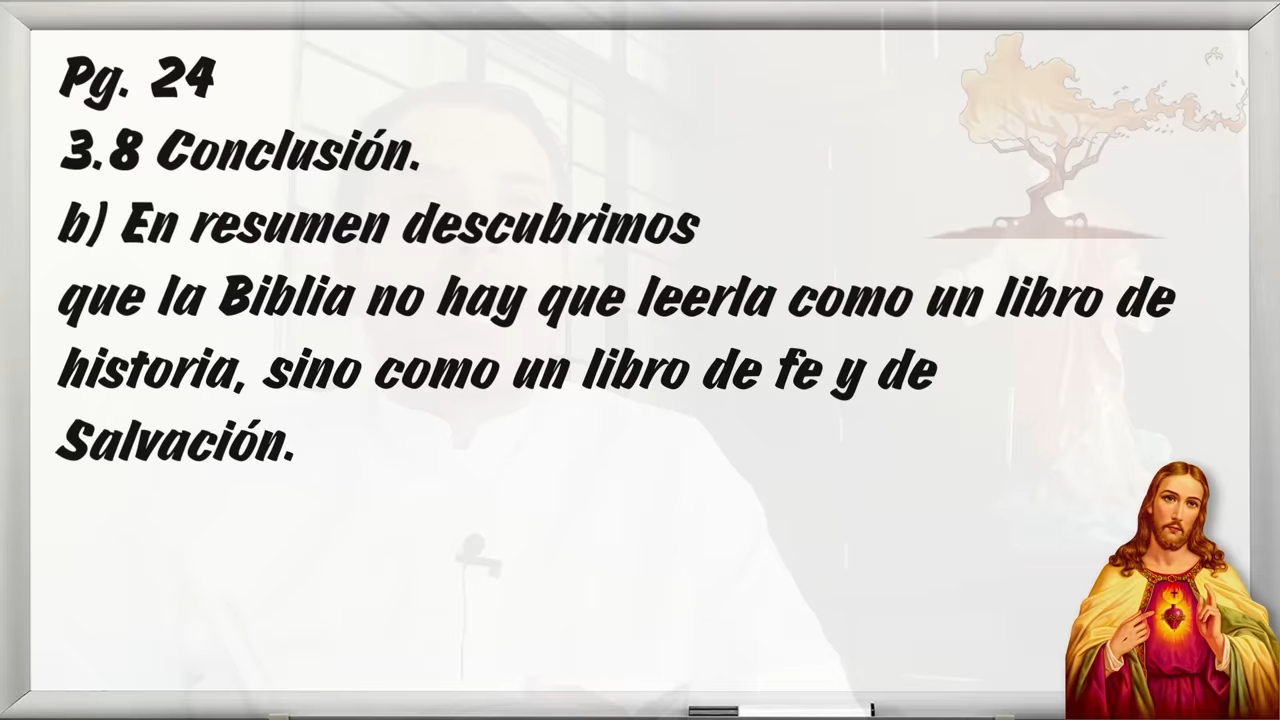 Pg. 24
3.8 Conclusión.
b) En resumen descubrimos
que la Biblia no hay que leerla como un libro de
historia, sino como un libro de fe y de
Salvación.